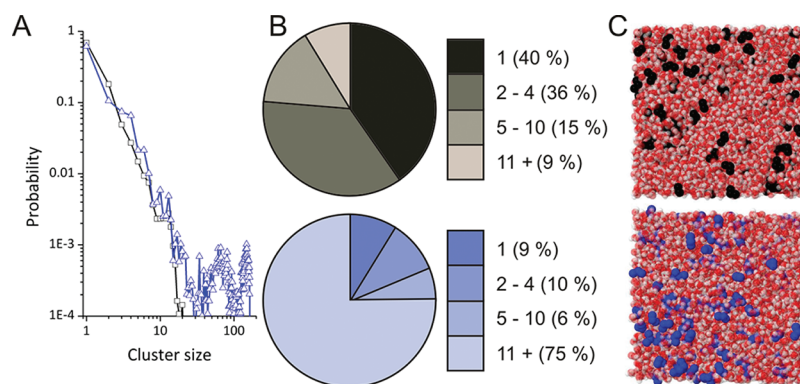 A
B
C
1
0.1
0.01
1E-3
1E-4
Probability
1
10
100
Cluster size
1 (40 %)
2 - 4 (36 %)
5 - 10 (15 %)
11 + (9 %)
1 (9 %)
2 - 4 (10 %)
5 - 10 (6 %)
11 + (75 %)